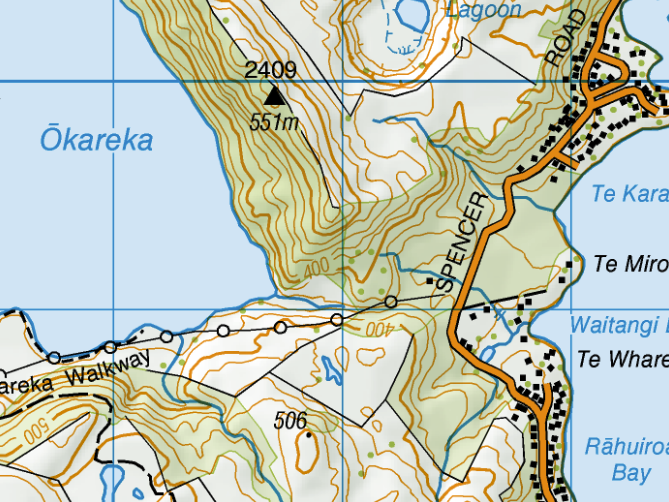 Lagoon
ROAD
2409
551m
Ōkareka
Te Kara
SPENCER
Te Miro
400
Waitangi
400
Te Whare
areka Walkway
506
500
Rāhuiroa
Bay